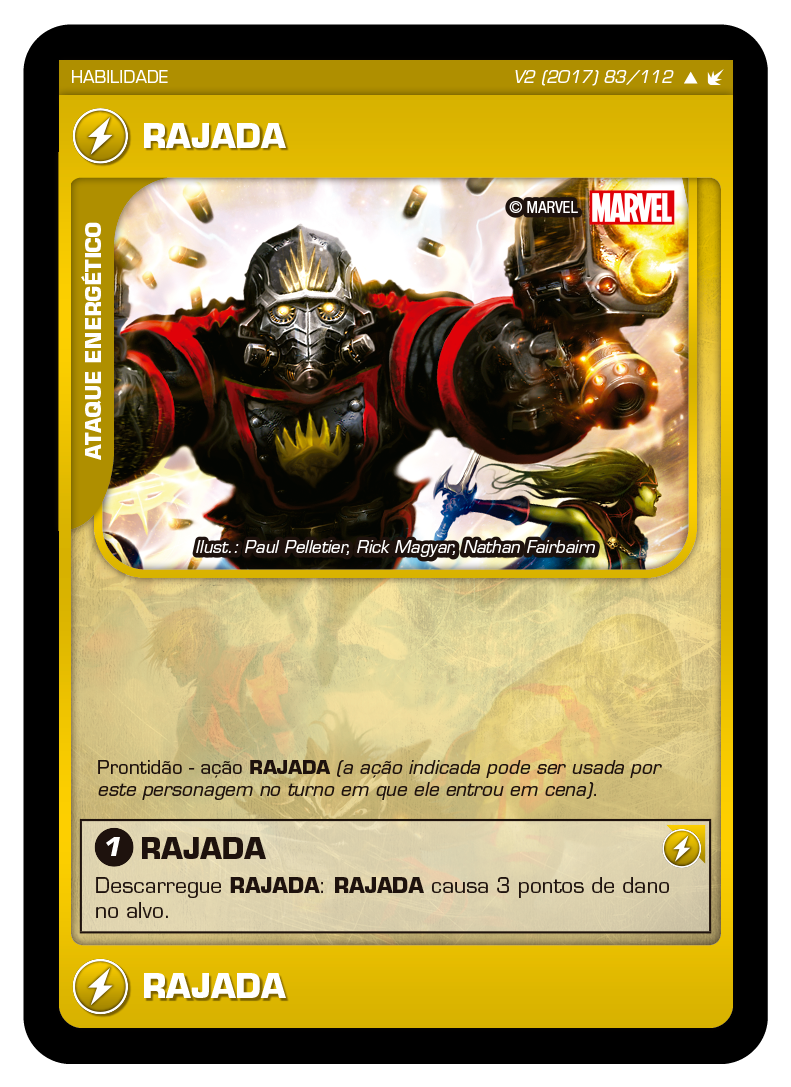 HABILIDADE
V2 (2017) 83/112
RAJADA
ATAQUE ENERGÉTICO
© MARVEL
MARVEL
Ilust.: Paul Pelletier, Rick Magyar, Nathan Fairbairn
Prontidão - ação RAJADA (a ação indicada pode ser usada por
este personagem no turno em que ele entrou em cena).
1 RAJADA
Descarregue RAJADA: RAJADA causa 3 pontos de dano
no alvo.
RAJADA